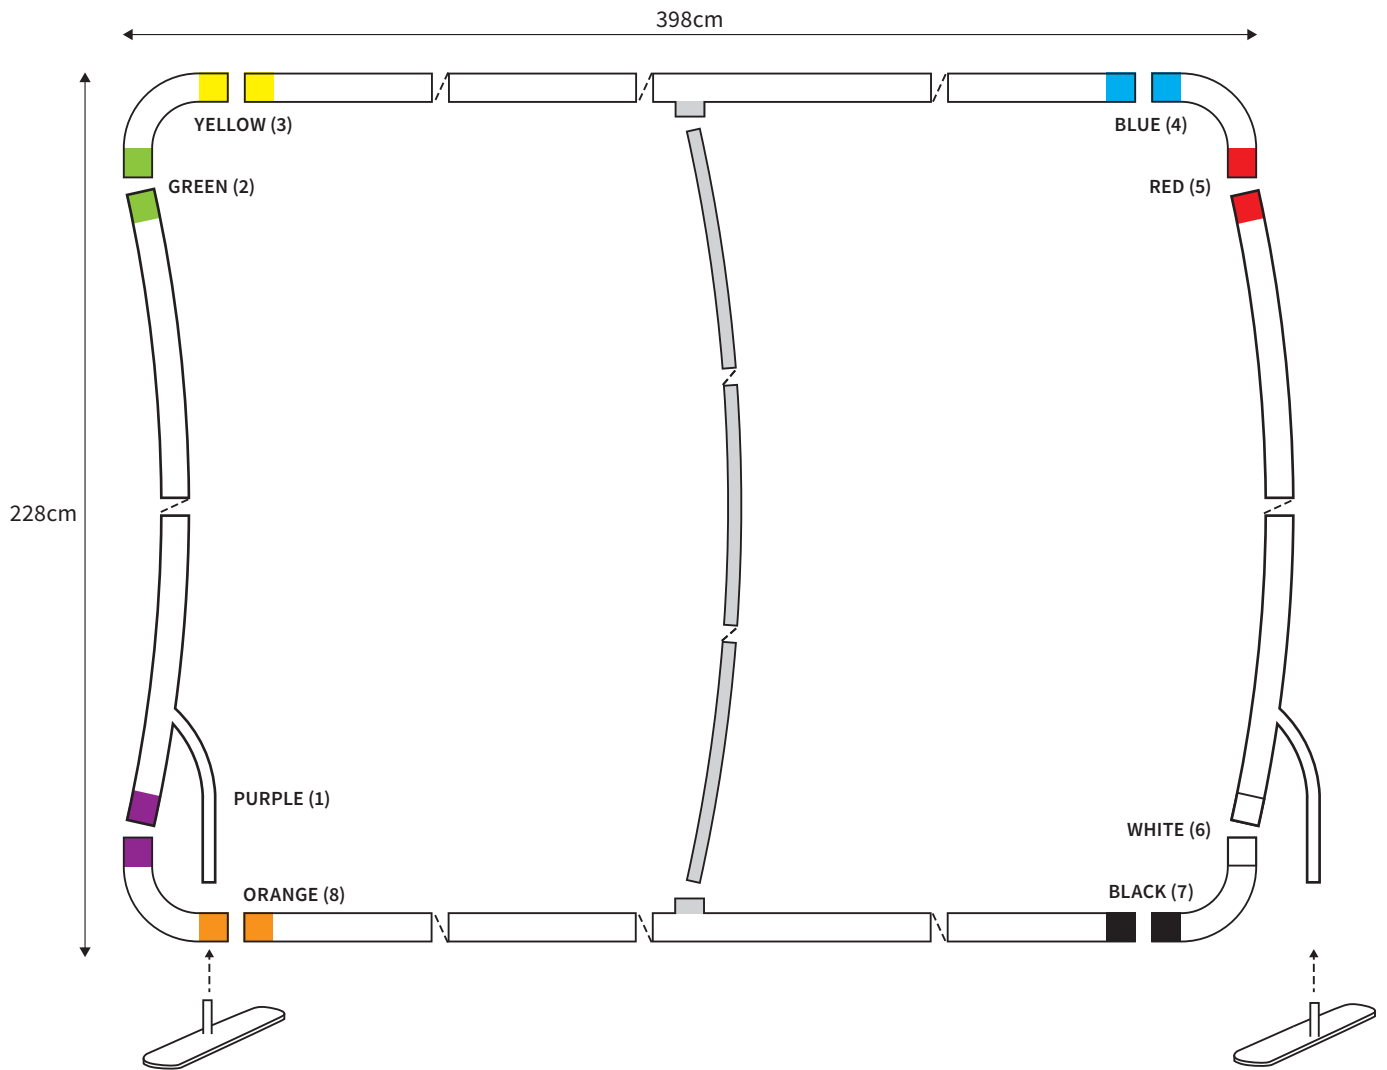 398cm
YELLOW (3)
BLUE (4)
GREEN (2)
RED (5)
228cm
PURPLE (1)
WHITE (6)
ORANGE (8)
BLACK (7)